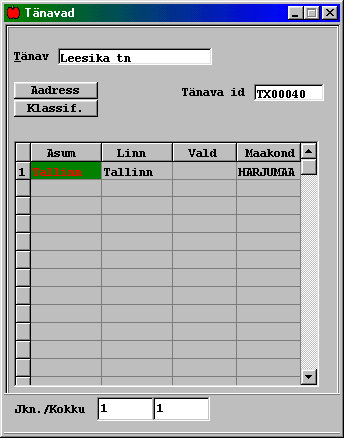 Tänavad
Tänav Leesika tn
Aadress
Tänava id TX00040
Klassif.
Asum Linn Vald Maakond
1 Tallinn Tallinn HARJUMAA
Jkn./Kokku 1 1